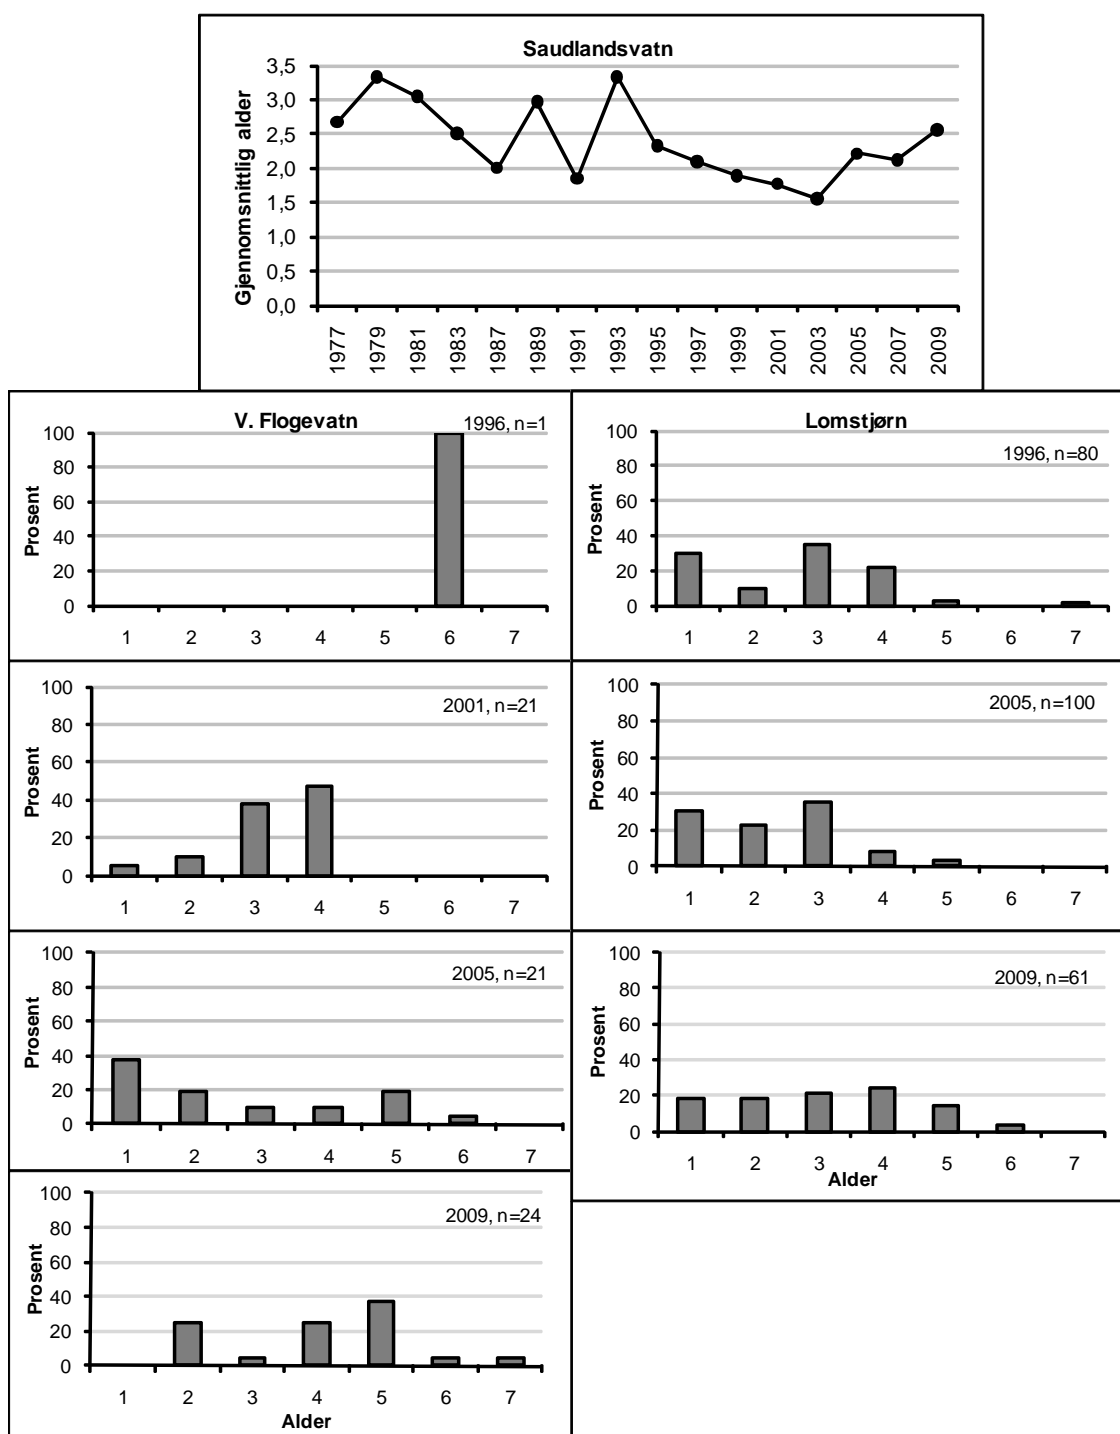 Saudlandsvatn
Gjennomsnittlig alder
3,5
3,0
2,5
2,0
1,5
1,0
0,5
0,0
1977 1979 1981 1983 1987 1989 1991 1993 1995 1997 1999 2001 2003 2005 2007 2009
V. Flogevatn
1996, n=1
Prosent
100
80
60
40
20
0
1 2 3 4 5 6 7
Lomstjørn
1996, n=80
Prosent
100
80
60
40
20
0
1 2 3 4 5 6 7
2001, n=21
Prosent
100
80
60
40
20
0
1 2 3 4 5 6 7
2005, n=100
Prosent
100
80
60
40
20
0
1 2 3 4 5 6 7
2005, n=21
Prosent
100
80
60
40
20
0
1 2 3 4 5 6 7
2009, n=61
Prosent
100
80
60
40
20
0
1 2 3 4 5 6 7
Alder
2009, n=24
Prosent
100
80
60
40
20
0
1 2 3 4 5 6 7
Alder